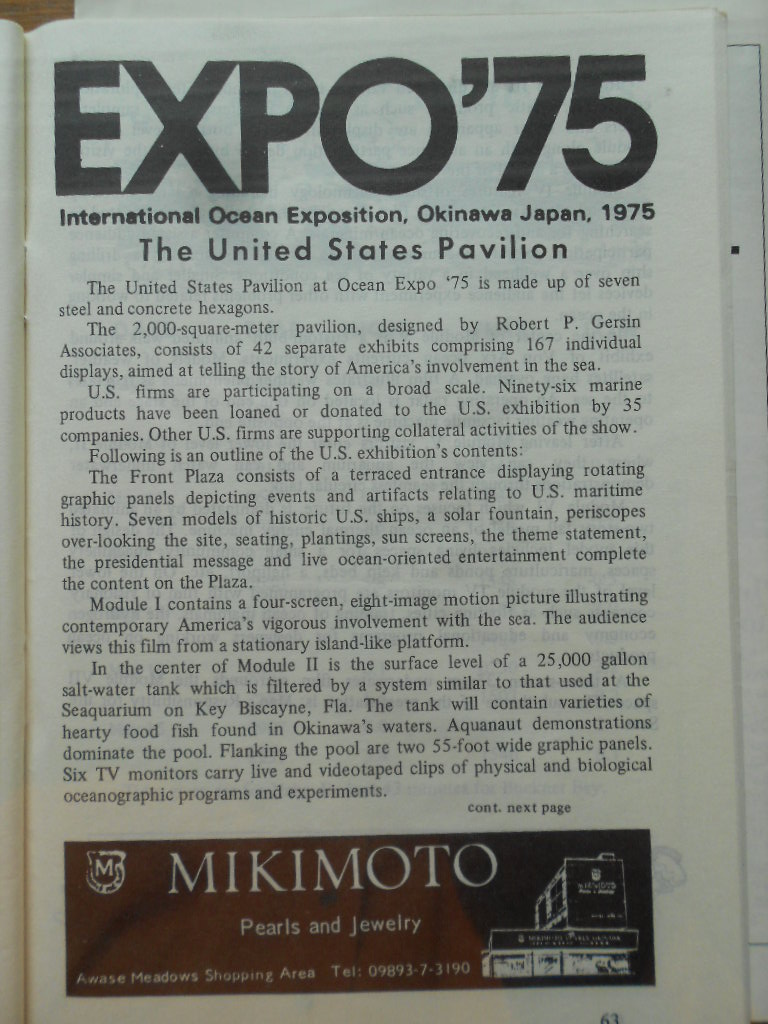 EXPO'75
International Ocean Exposition, Okinawa Japan, 1975
The United States Pavilion
The United States Pavilion at Ocean Expo '75 is made up of seven
steel and concrete hexagons.
The 2,000-square-meter pavilion, designed by Robert P. Gersin
Associates, consists of 42 separate exhibits comprising 167 individual
displays, aimed at telling the story of America's involvement in the sea.
U.S. firms are participating on a broad scale. Ninety-six marine
products have been loaned or donated to the U.S. exhibition by 35
companies. Other U.S. firms are supporting collateral activities of the show.
Following is an outline of the U.S. exhibition's contents:
The Front Plaza consists of a terraced entrance displaying rotating
graphic panels depicting events and artifacts relating to U.S. maritime
history. Seven models of historic U.S. ships, a solar fountain, periscopes
over-looking the site, seating, plantings, sun screens, the theme statement,
the presidential message and live ocean-oriented entertainment complete
the content on the Plaza.
Module I contains a four-screen, eight-image motion picture illustrating
contemporary America's vigorous involvement with the sea. The audience
views this film from a stationary island-like platform.
In the center of Module II is the surface level of a 25,000 gallon
salt-water tank which is filtered by a system similar to that used at the
Seaquarium on Key Biscayne, Fla. The tank will contain varieties of
hearty food fish found in Okinawa's waters. Aquanaut demonstrations
dominate the pool. Flanking the pool are two 55-foot wide graphic panels.
Six TV monitors carry live and videotaped clips of physical and biological
oceanographic programs and experiments.
cont. next page
M
MIKIMOTO
Pearls and Jewelry
Awase Meadows Shopping Area Tel: 09893-7-3190
MIKIMOTO
63